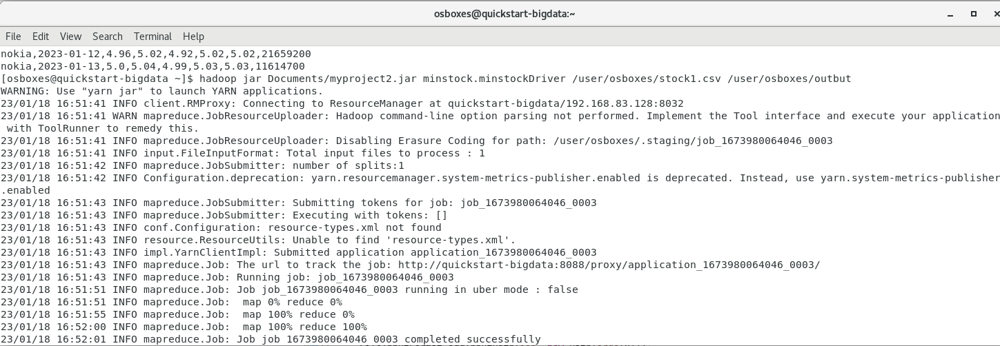 osboxes@quickstart-bigdata:~
File Edit View Search Terminal Help
nokia,2023-01-12,4.96,5.02,4.92,5.02,5.02,21659200
nokia,2023-01-13,5.0,5.04,4.99,5.03,5.03,11614700
[osboxes@quickstart-bigdata ~]$ hadoop jar Documents/myproject2.jar minstock.minstockDriver /user/osboxes/stock1.csv /user/osboxes/outbut
WARNING: Use "yarn jar" to launch YARN applications.
23/01/18 16:51:41 INFO client.RMProxy: Connecting to ResourceManager at quickstart-bigdata/192.168.83.128:8032
23/01/18 16:51:41 WARN mapreduce.JobResourceUploader: Hadoop command-line option parsing not performed. Implement the Tool interface and execute your application
 with ToolRunner to remedy this.
23/01/18 16:51:41 INFO mapreduce.JobResourceUploader: Disabling Erasure Coding for path: /user/osboxes/.staging/job_1673980064046_0003
23/01/18 16:51:41 INFO input.FileInputFormat: Total input files to process : 1
23/01/18 16:51:42 INFO mapreduce.JobSubmitter: number of splits:1
23/01/18 16:51:42 INFO Configuration.deprecation: yarn.resourcemanager.system-metrics-publisher.enabled is deprecated. Instead, use yarn.system-metrics-publisher
.enabled
23/01/18 16:51:43 INFO mapreduce.JobSubmitter: Submitting tokens for job: job_1673980064046_0003
23/01/18 16:51:43 INFO mapreduce.JobSubmitter: Executing with tokens: []
23/01/18 16:51:43 INFO conf.Configuration: resource-types.xml not found
23/01/18 16:51:43 INFO resource.ResourceUtils: Unable to find 'resource-types.xml'.
23/01/18 16:51:43 INFO impl.YarnClientImpl: Submitted application application_1673980064046_0003
23/01/18 16:51:43 INFO mapreduce.Job: The url to track the job: http://quickstart-bigdata:8088/proxy/application_1673980064046_0003/
23/01/18 16:51:43 INFO mapreduce.Job: Running job: job_1673980064046_0003
23/01/18 16:51:51 INFO mapreduce.Job: Job job_1673980064046_0003 running in uber mode : false
23/01/18 16:51:51 INFO mapreduce.Job:  map 0% reduce 0%
23/01/18 16:51:55 INFO mapreduce.Job:  map 100% reduce 0%
23/01/18 16:52:00 INFO mapreduce.Job:  map 100% reduce 100%
23/01/18 16:52:01 INFO mapreduce.Job: Job job_1673980064046_0003 completed successfully